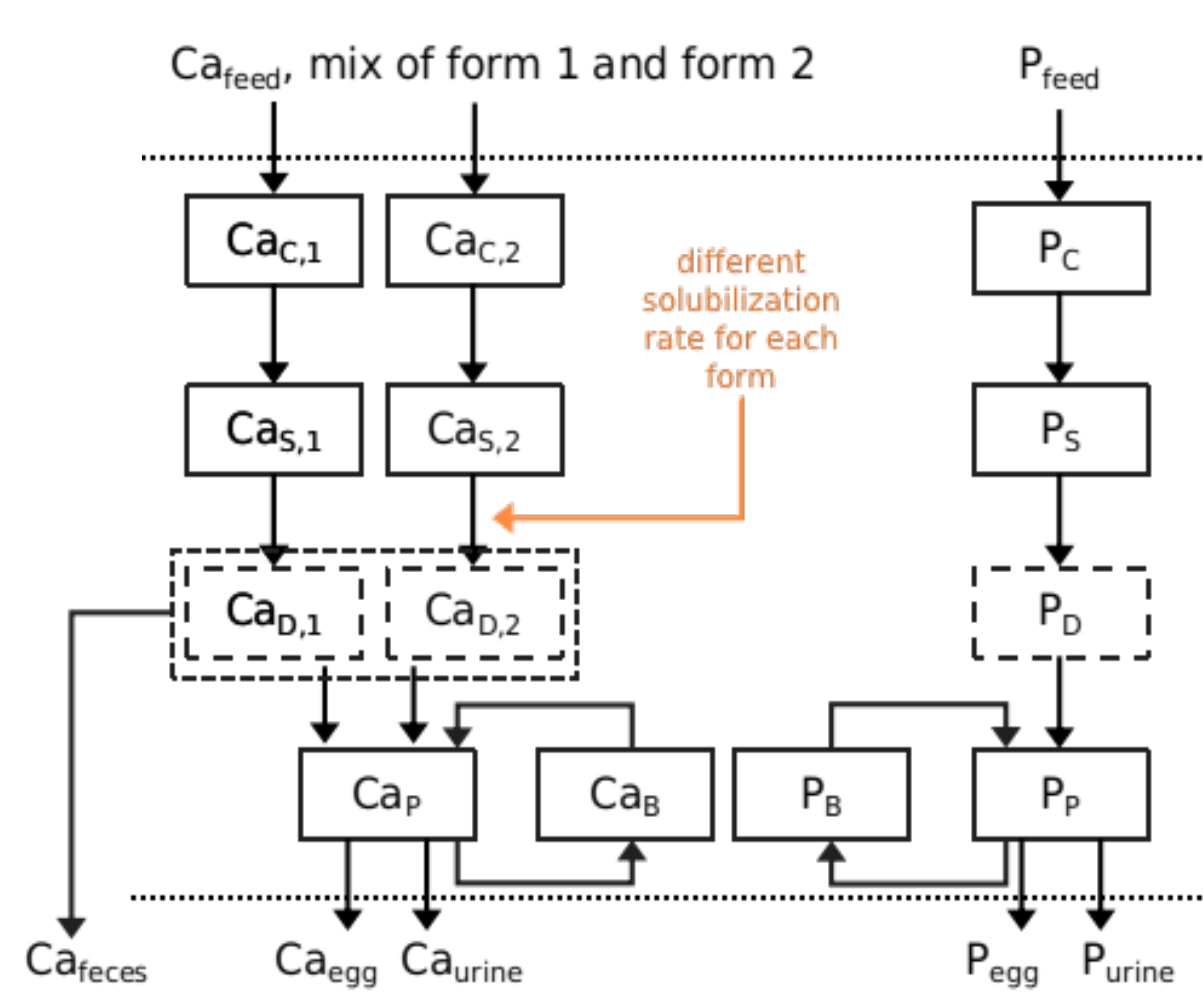 Ca_feed, mix of form 1 and form 2
P_feed
Ca_C,1
Ca_C,2
P_C
different
solubilization
rate for each
form
Ca_S,1
Ca_S,2
P_S
Ca_D,1
Ca_D,2
P_D
Ca_P
Ca_B
P_B
P_P
Ca_feces
Ca_egg
Ca_urine
P_egg
P_urine